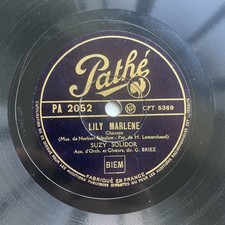 Pathé
PA 2052
CPT 5349
LILY MARLENE
Chanson
(Mus. de Norbert Schultze - Par. de H. Lemarchand)
SUZY SOLIDOR
Acc. d'Orch. et Chœurs, dir. G. BRIEZ
BIEM
FABRIQUÉ EN FRANCE